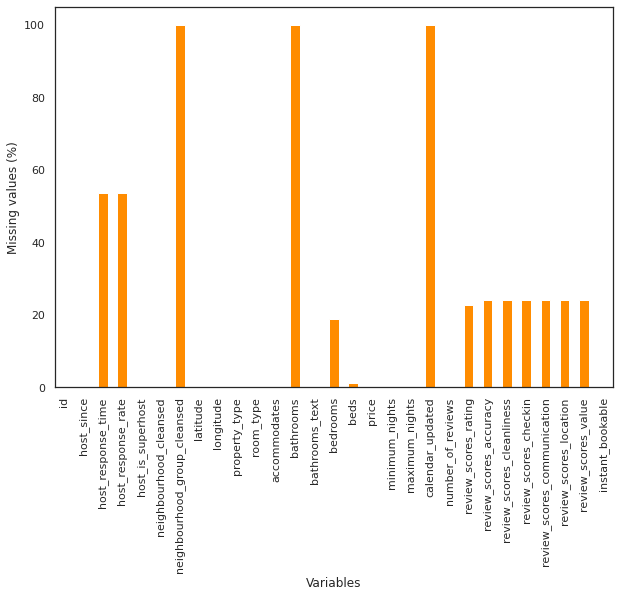 100
80
60
40
20
0
Missing values (%)
id
host_since
host_response_time
host_response_rate
host_is_superhost
neighbourhood_cleansed
neighbourhood_group_cleansed
latitude
longitude
property_type
room_type
accommodates
bathrooms
bathrooms_text
bedrooms
beds
price
minimum_nights
maximum_nights
calendar_updated
number_of_reviews
review_scores_rating
review_scores_accuracy
review_scores_cleanliness
review_scores_checkin
review_scores_communication
review_scores_location
review_scores_value
instant_bookable
Variables